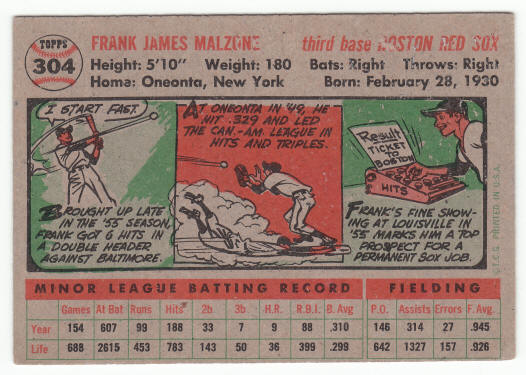 TOPPS
304
FRANK JAMES MALZONE third base BOSTON RED SOX
Height: 5'10" Weight: 180 Bats: Right Throws: Right
Home: Oneonta, New York Born: February 28, 1930
I START FAST.
BROUGHT UP LATE
IN THE '55 SEASON,
FRANK GOT 6 HITS IN
A DOUBLE HEADER
AGAINST BALTIMORE.
AT ONEONTA IN '49, HE
HIT .329 AND LED
THE CAN.-AM. LEAGUE IN
HITS AND TRIPLES.
Result
TICKET
TO
BOSTON
HITS
FRANK'S FINE SHOW-
ING AT LOUISVILLE IN
'55 MARKS HIM A TOP
PROSPECT FOR A
PERMANENT SOX JOB.
© T.C.G. PRINTED IN U.S.A.
MINOR LEAGUE BATTING RECORD FIELDING
Games At Bat Runs Hits 2b 3b H.R. R.B.I. B. Avg P.O. Assists Errors F. Avg.
Year 154 607 99 188 33 7 9 88 .310 146 314 27 .945
Life 688 2615 453 783 143 50 36 399 .299 642 1327 157 .926